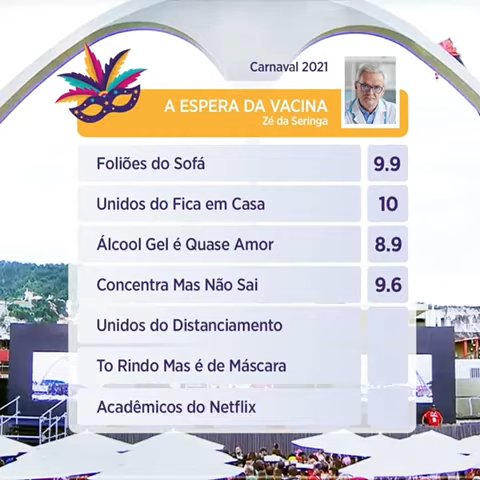 Carnaval 2021
A ESPERA DA VACINA
Zé da Seringa
Foliões do Sofá 9.9
Unidos do Fica em Casa 10
Álcool Gel é Quase Amor 8.9
Concentra Mas Não Sai 9.6
Unidos do Distanciamento
To Rindo Mas é de Máscara
Acadêmicos do Netflix